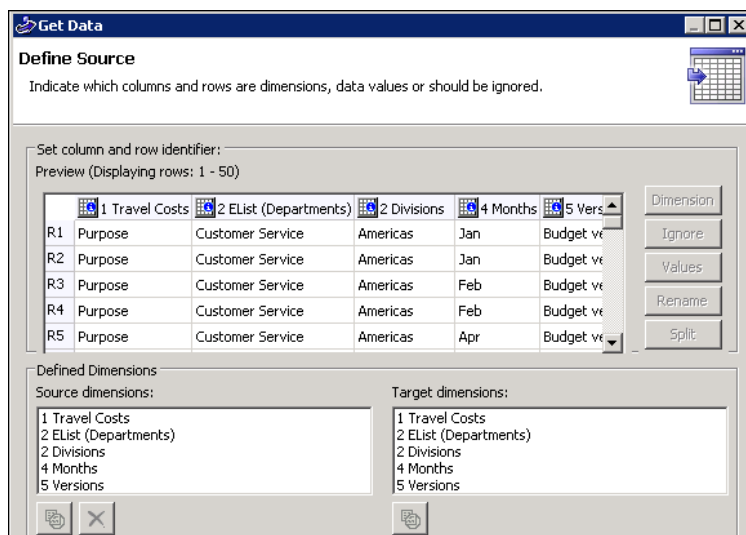 Get Data
Define Source
Indicate which columns and rows are dimensions, data values or should be ignored.
Set column and row identifier:
Preview (Displaying rows: 1 - 50)
1 Travel Costs 2 EList (Departments) 2 Divisions 4 Months 5 Vers
R1 Purpose Customer Service Americas Jan Budget ve
R2 Purpose Customer Service Americas Jan Budget ve
R3 Purpose Customer Service Americas Feb Budget ve
R4 Purpose Customer Service Americas Feb Budget ve
R5 Purpose Customer Service Americas Apr Budget ve
Dimension
Ignore
Values
Rename
Split
Defined Dimensions
Source dimensions:
1 Travel Costs
2 EList (Departments)
2 Divisions
4 Months
5 Versions
Target dimensions:
1 Travel Costs
2 EList (Departments)
2 Divisions
4 Months
5 Versions